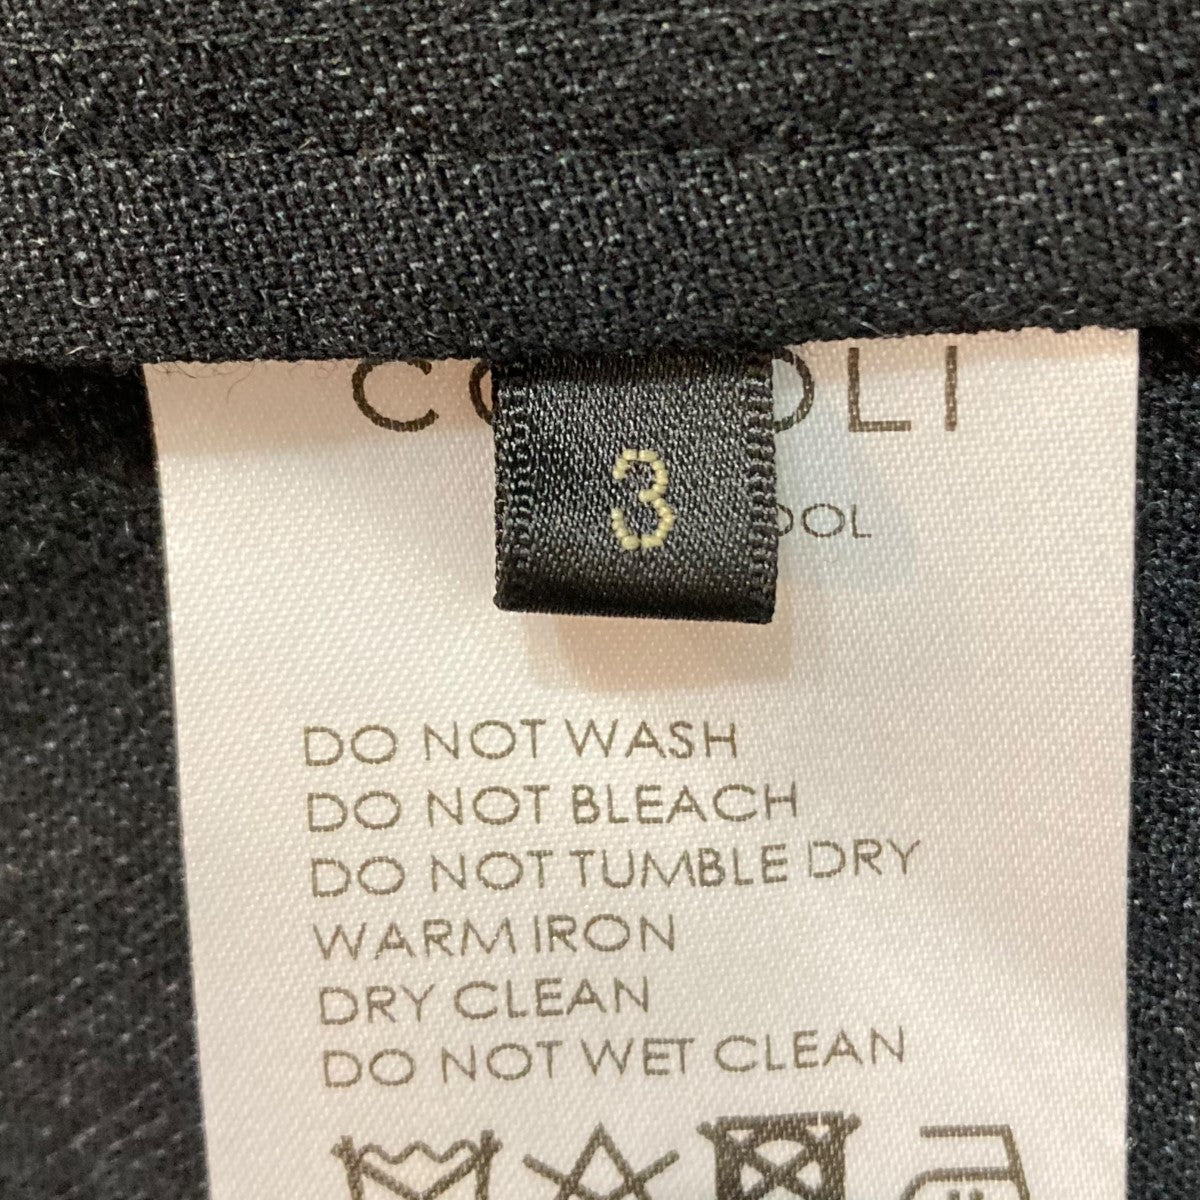 3
DO NOT WASH
DO NOT BLEACH
DO NOT TUMBLE DRY
WARM IRON
DRY CLEAN
DO NOT WET CLEAN